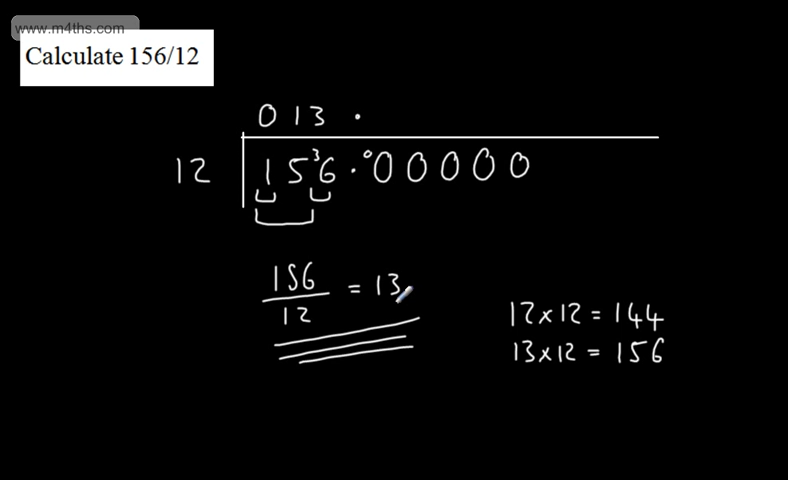 www.m4ths.com
Calculate 156/12
013.
12 15³6.⁰00000
156/12 = 13
12x12 = 144
13x12 = 156